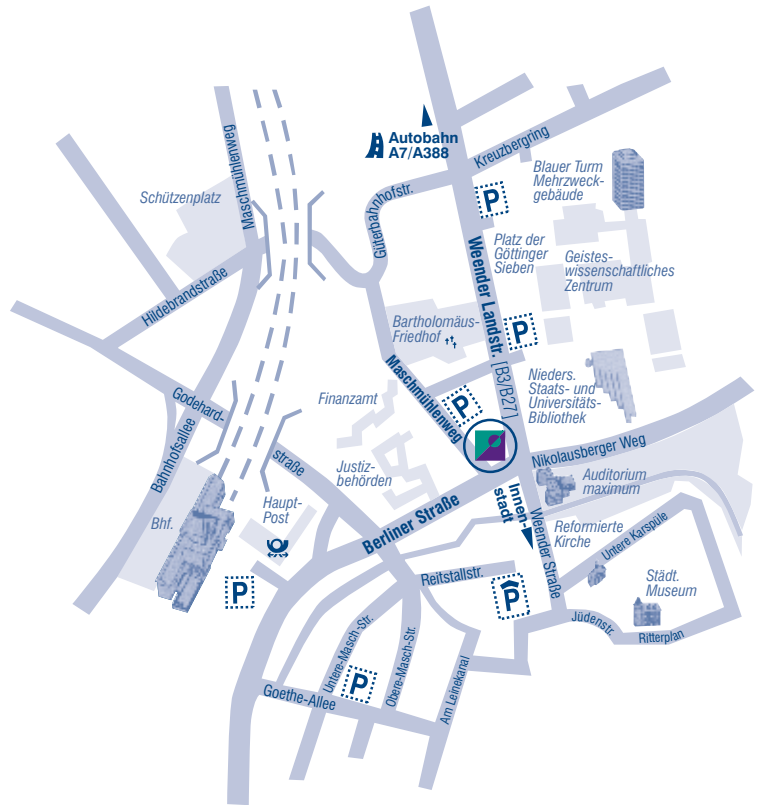 Autobahn
A7/A388
Kreuzbergring
Blauer Turm
Mehrzweck-
gebäude
Maschmühlenweg
Schützenplatz
Güterbahnhofstr.
P
Weender Landstr. [B3/B27]
Platz der
Göttinger
Sieben
Geistes-
wissenschaftliches
Zentrum
Hildebrandstraße
Bartholomäus-
Friedhof
P
Maschmühlenweg
Nieders.
Staats- und
Universitäts-
Bibliothek
Godehard-
straße
Finanzamt
P
Bahnhofsallee
Justiz-
behörden
Nikolausberger Weg
Auditorium
maximum
Innen-
stadt
Bhf.
Haupt-
Post
Berliner Straße
Weender Straße
Reformierte
Kirche
Untere Karspüle
Reitstallstr.
P
P
Städt.
Museum
Jüdenstr.
Ritterplan
Untere-Masch-Str.
Obere-Masch-Str.
P
Goethe-Allee
Am Leinekanal